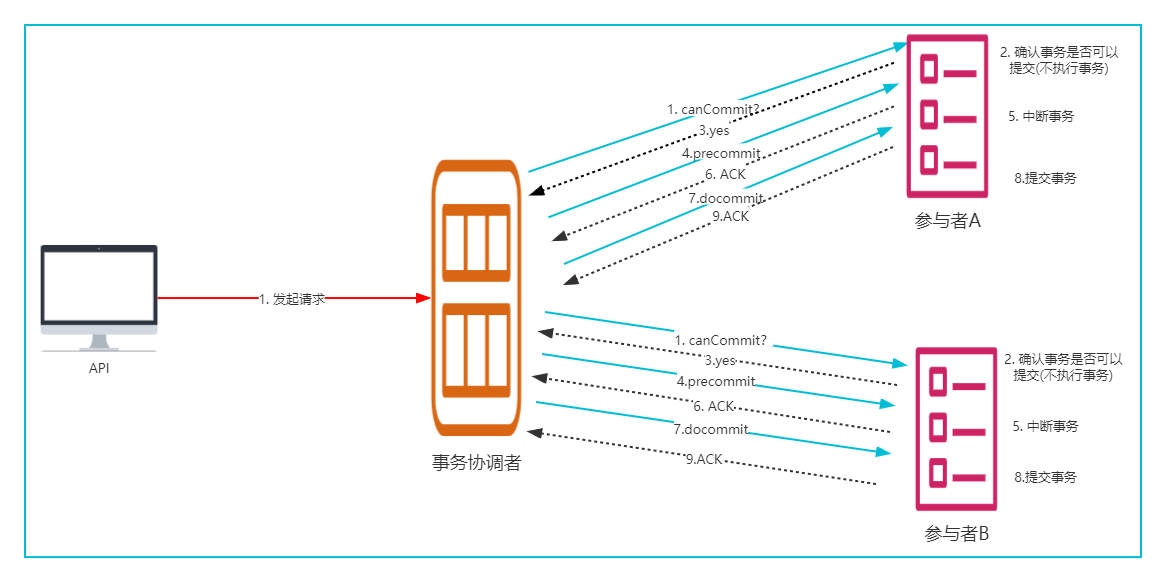 API
1. 发起请求
事务协调者
1. canCommit?
3.yes
4.precommit
6. ACK
7.docommit
9.ACK
2. 确认事务是否可以
提交(不执行事务)
5. 中断事务
8.提交事务
参与者A
1. canCommit?
3.yes
4.precommit
6. ACK
7.docommit
9.ACK
2. 确认事务是否可以
提交(不执行事务)
5. 中断事务
8.提交事务
参与者B